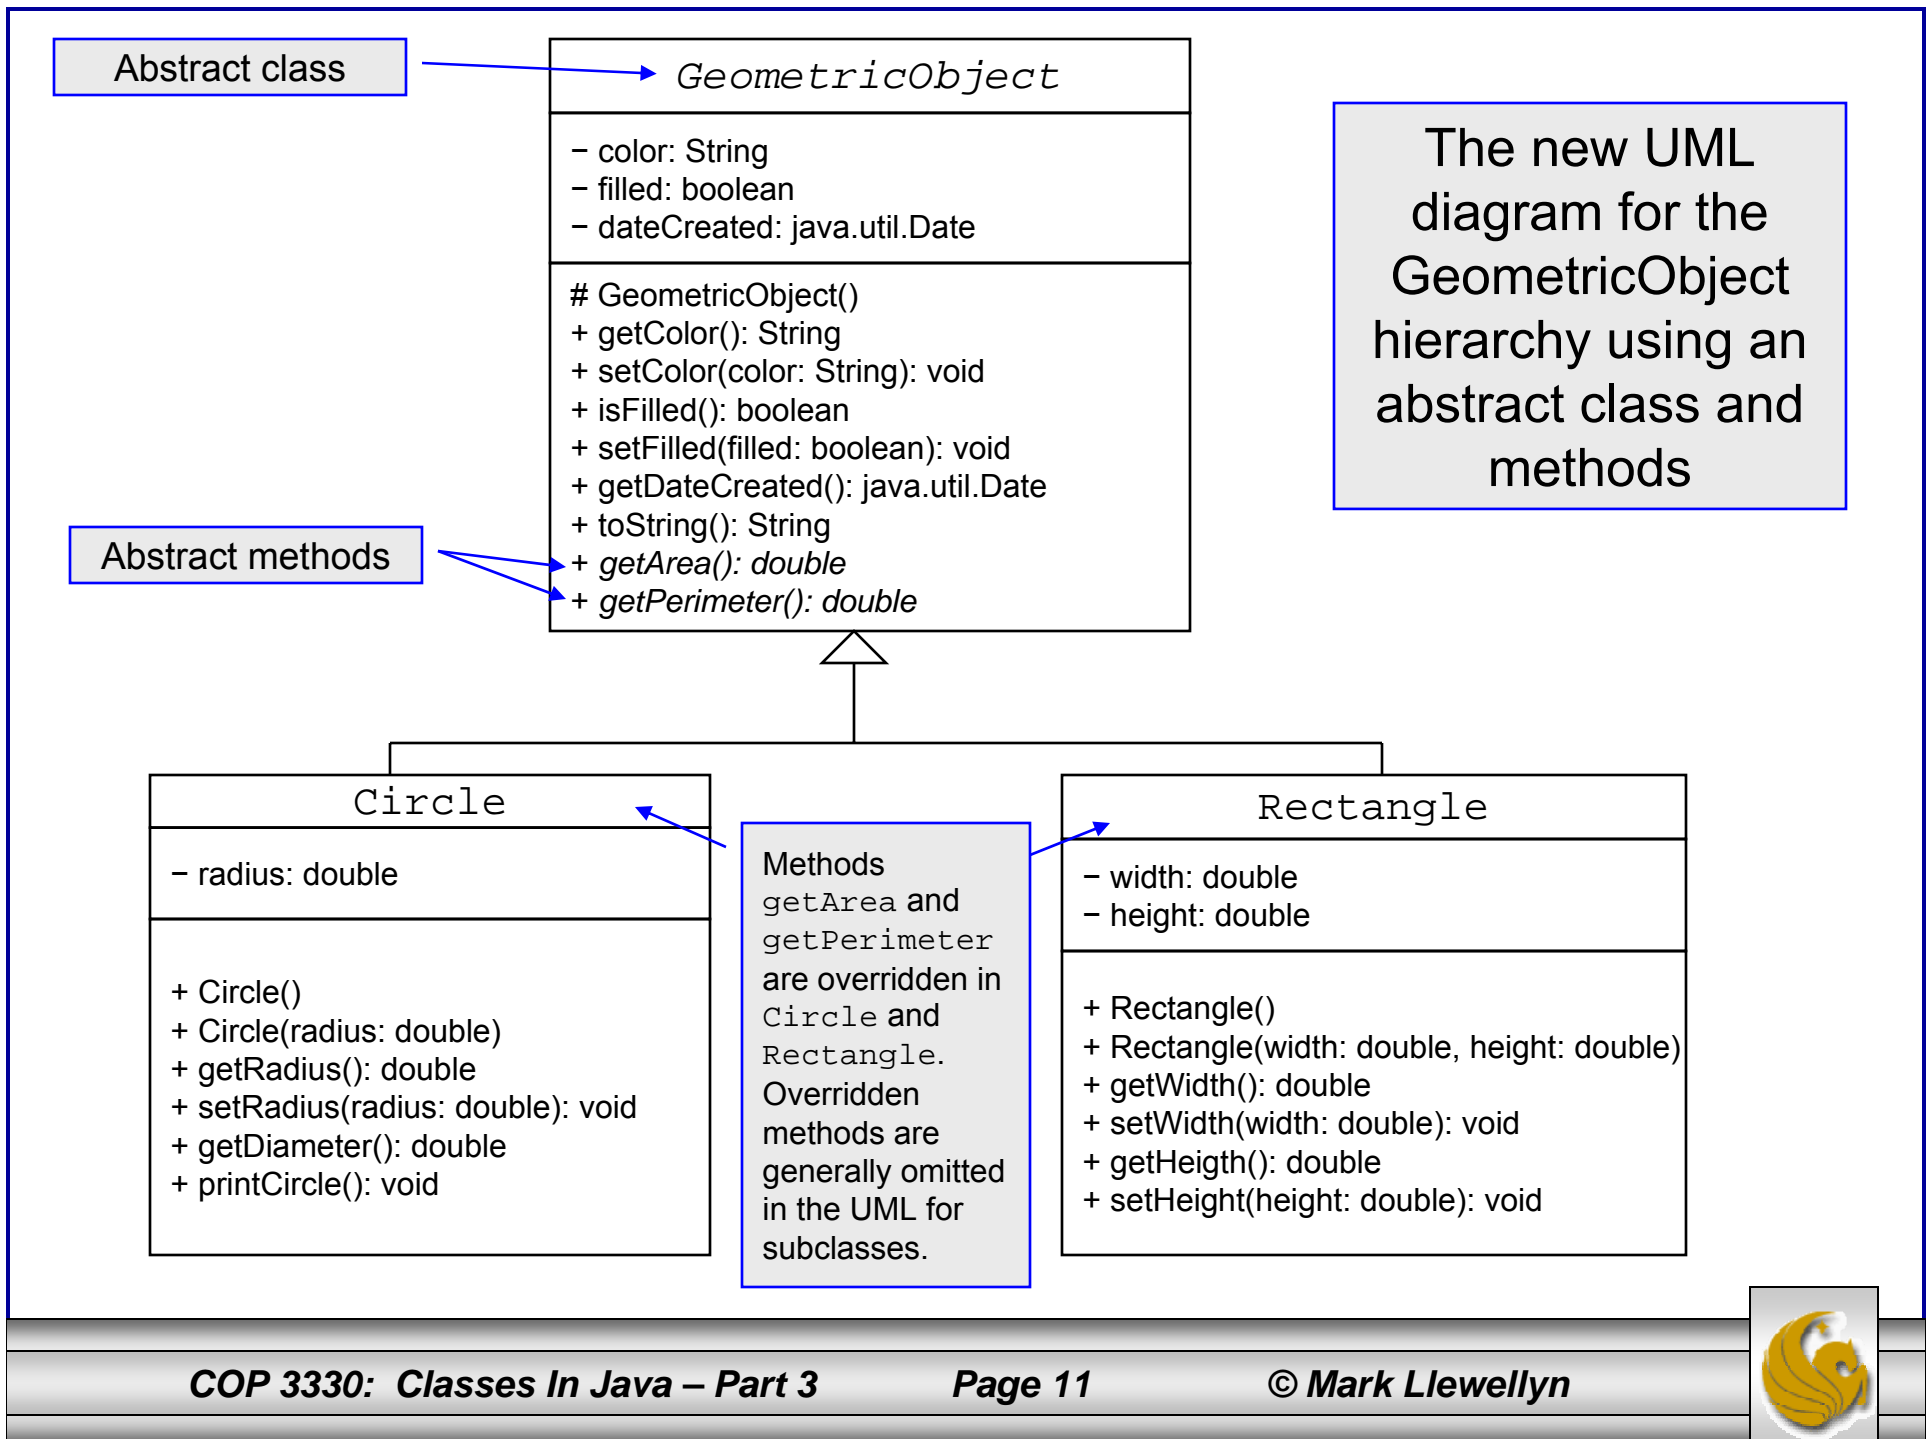 Abstract class
GeometricObject
− color: String
− filled: boolean
− dateCreated: java.util.Date
# GeometricObject()
+ getColor(): String
+ setColor(color: String): void
+ isFilled(): boolean
+ setFilled(filled: boolean): void
+ getDateCreated(): java.util.Date
+ toString(): String
+ getArea(): double
+ getPerimeter(): double
Abstract methods
The new UML
diagram for the
GeometricObject
hierarchy using an
abstract class and
methods
Circle
− radius: double
+ Circle()
+ Circle(radius: double)
+ getRadius(): double
+ setRadius(radius: double): void
+ getDiameter(): double
+ printCircle(): void
Methods
getArea and
getPerimeter
are overridden in
Circle and
Rectangle.
Overridden
methods are
generally omitted
in the UML for
subclasses.
Rectangle
− width: double
− height: double
+ Rectangle()
+ Rectangle(width: double, height: double)
+ getWidth(): double
+ setWidth(width: double): void
+ getHeigth(): double
+ setHeight(height: double): void
COP 3330: Classes In Java – Part 3 Page 11 © Mark Llewellyn